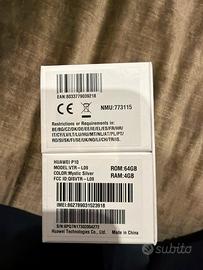 EAN:8033779039218
NMU:773115
Restrictions or Requirements in:
BE/BG/CZ/DK/DE/EE/IE/EL/ES/FR/HR/
IT/CY/LV/LT/LU/HU/MT/NL/AT/PL/PT/
RO/SI/SK/FI/SE/UK/NO/IS/LI/CH/TR
HUAWEI P10
MODEL:VTR-L09
COLOR:Mystic Silver
FCC ID:QISVTR-L09
ROM:64GB
RAM:4GB
IMEI:862789031523918
S/N:
Huawei Technologies Co., Ltd.
Made in China
subito